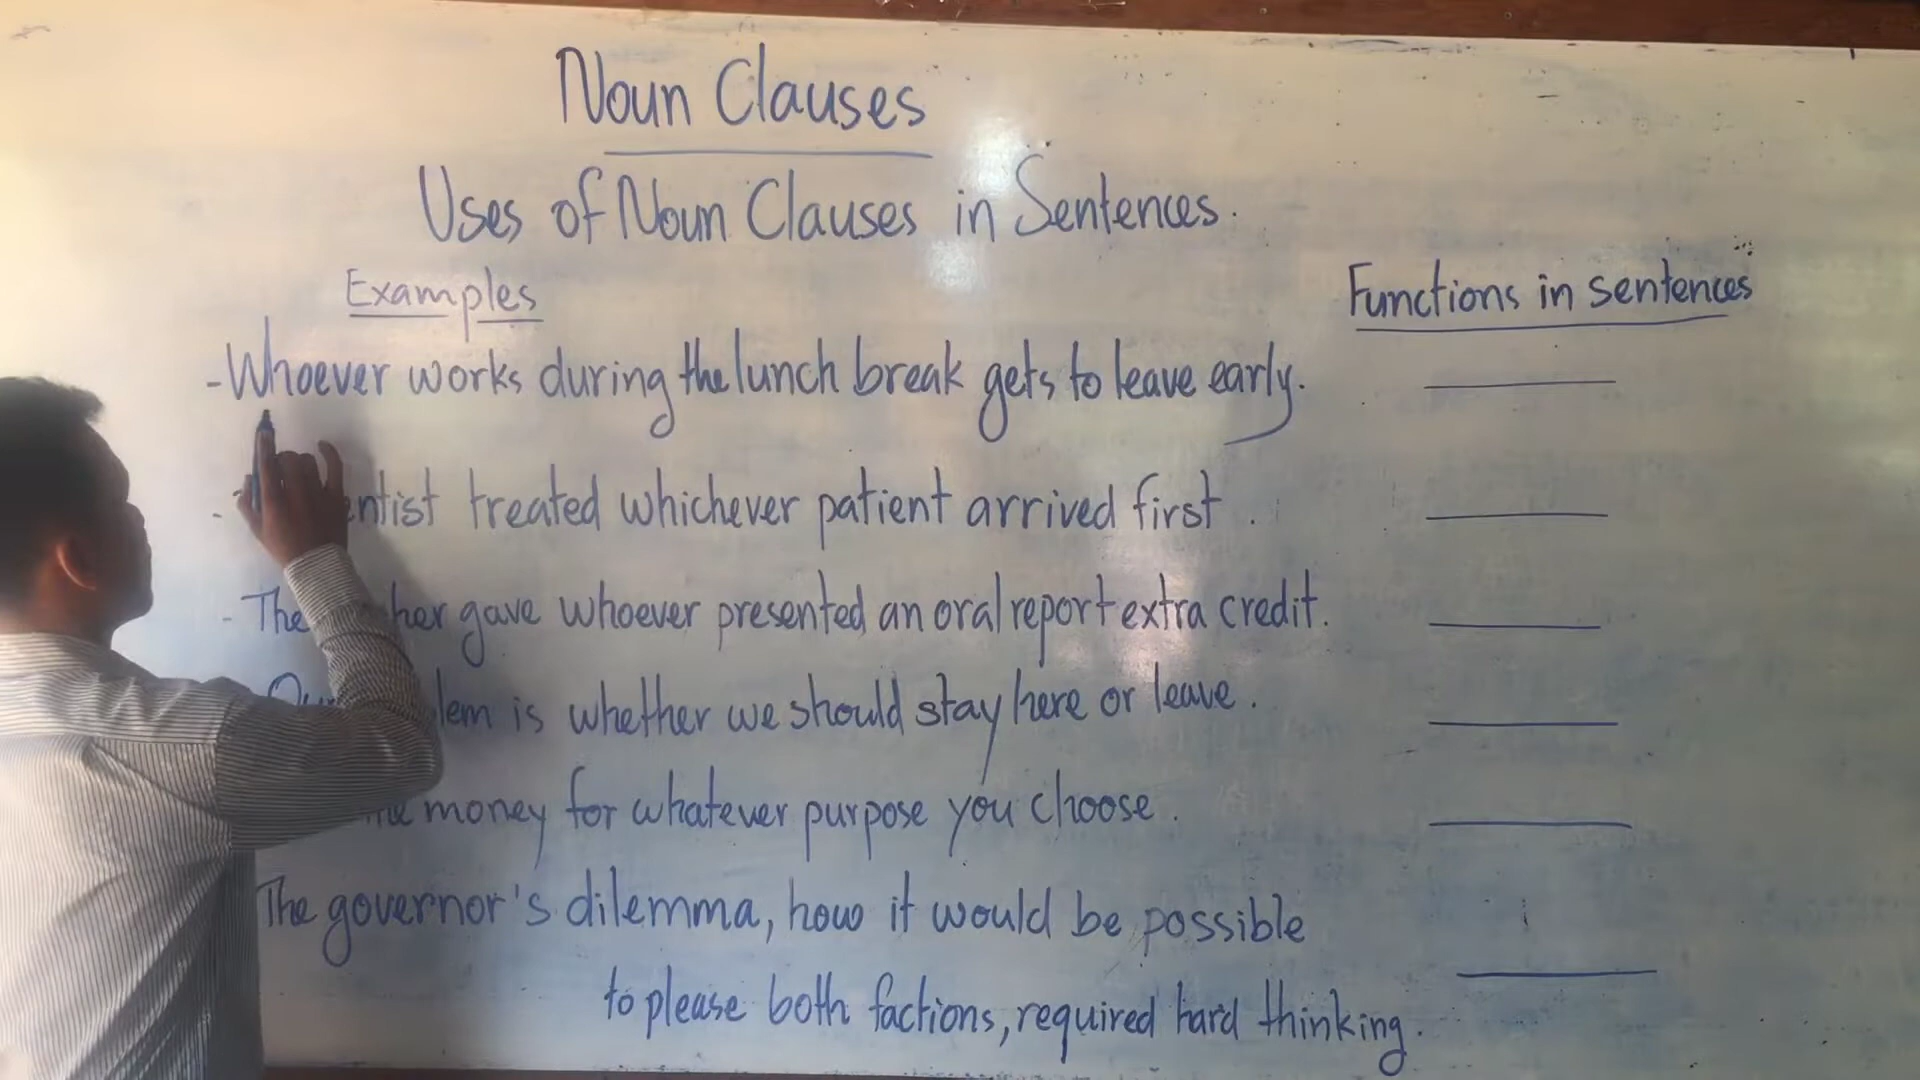 Noun Clauses
Uses of Noun Clauses in Sentences.
Examples
Functions in sentences
-Whoever works during the lunch break gets to leave early.
- treated whichever patient arrived first.
- The gave whoever presented an oral report extra credit.
is whether we should stay here or leave.
money for whatever purpose you choose.
The governor's dilemma, how it would be possible
to please both factions, required hard thinking.